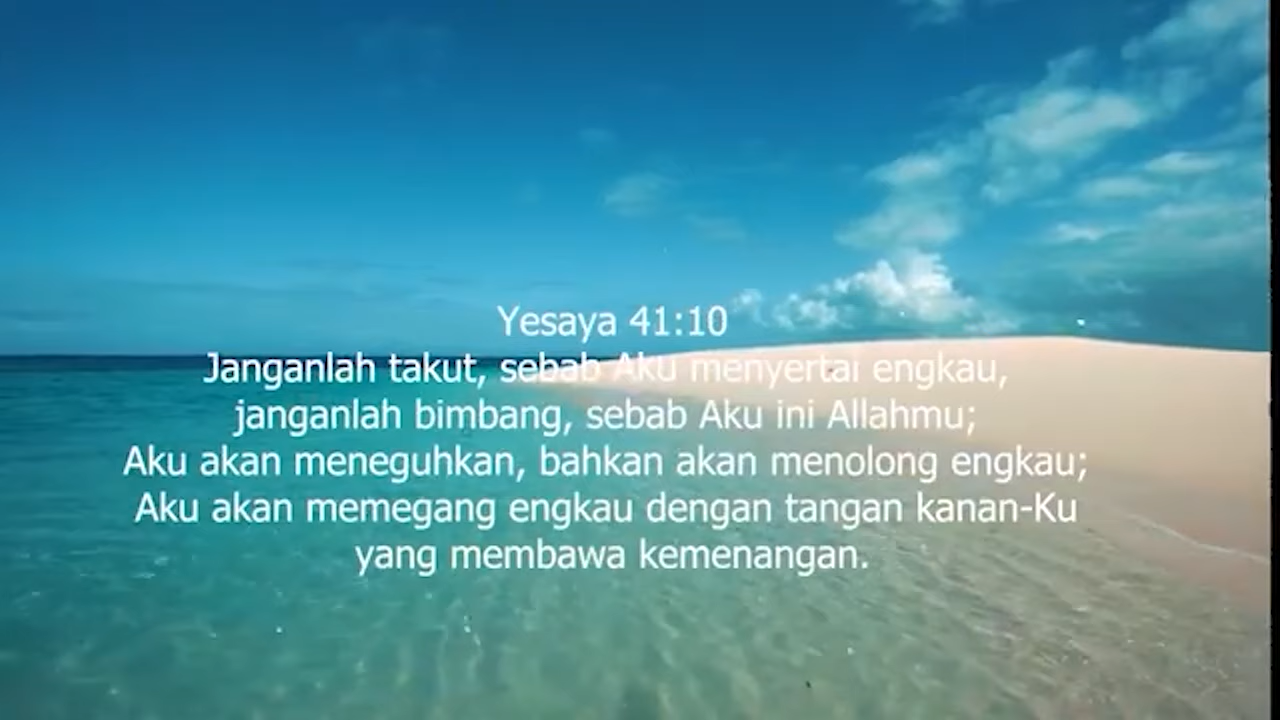 Yesaya 41:10
Janganlah takut, sebab Aku menyertai engkau,
janganlah bimbang, sebab Aku ini Allahmu;
Aku akan meneguhkan, bahkan akan menolong engkau;
Aku akan memegang engkau dengan tangan kanan-Ku
yang membawa kemenangan.